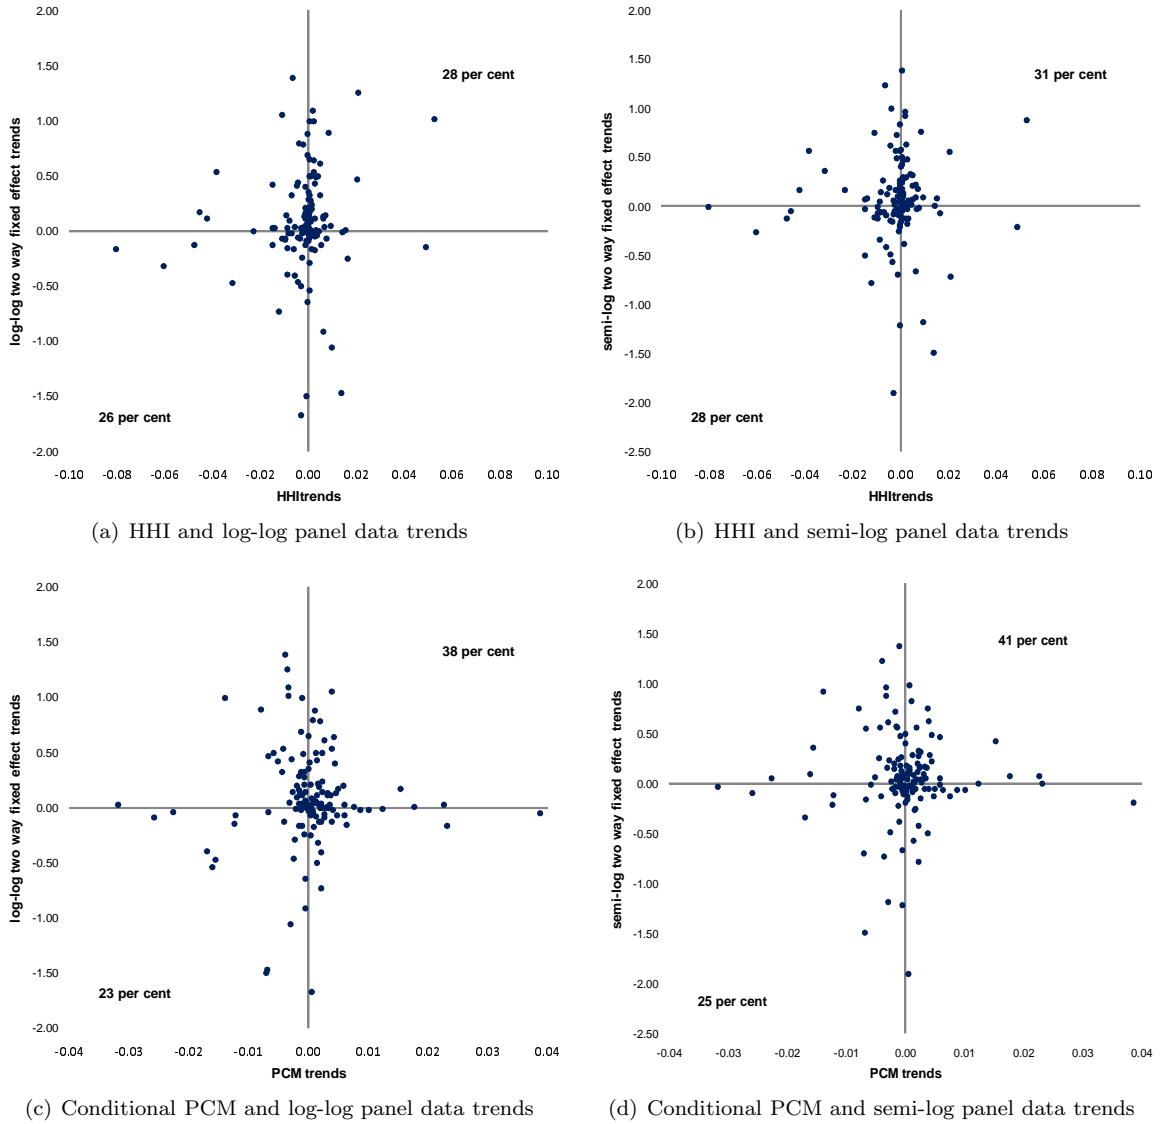 2.00
1.50
28 per cent
1.00
0.50
0.00
-0.50
-1.00
-1.50
26 per cent
-2.00
log-log two way fixed effect trends
-0.10 -0.08 -0.06 -0.04 -0.02 0.00 0.02 0.04 0.06 0.08 0.10
HHItrends
(a) HHI and log-log panel data trends
2.00
1.50
31 per cent
1.00
0.50
0.00
-0.50
-1.00
-1.50
-2.00
28 per cent
-2.50
semi-log two way fixed effect trends
-0.10 -0.08 -0.06 -0.04 -0.02 0.00 0.02 0.04 0.06 0.08 0.10
HHItrends
(b) HHI and semi-log panel data trends
2.00
1.50
38 per cent
1.00
0.50
0.00
-0.50
-1.00
-1.50
23 per cent
-2.00
log-log two way fixed effect trends
-0.04 -0.03 -0.02 -0.01 0.00 0.01 0.02 0.03 0.04
PCM trends
(c) Conditional PCM and log-log panel data trends
2.00
1.50
41 per cent
1.00
0.50
0.00
-0.50
-1.00
-1.50
-2.00
25 per cent
-2.50
semi-log two way fixed effect trends
-0.04 -0.03 -0.02 -0.01 0.00 0.01 0.02 0.03 0.04
PCM trends
(d) Conditional PCM and semi-log panel data trends